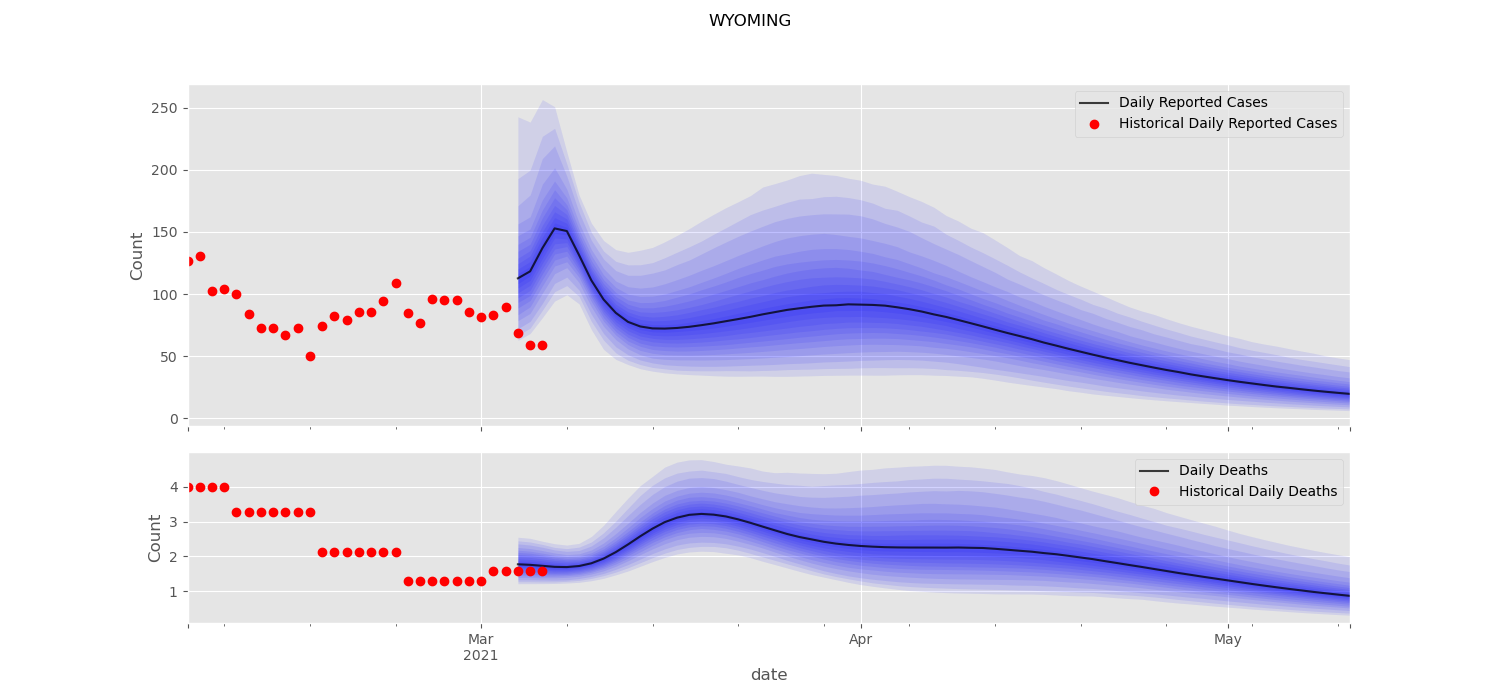 WYOMING
Daily Reported Cases
Historical Daily Reported Cases
250
200
150
100
50
0
Count
Daily Deaths
Historical Daily Deaths
4
3
2
1
Count
Mar
2021
Apr
May
date